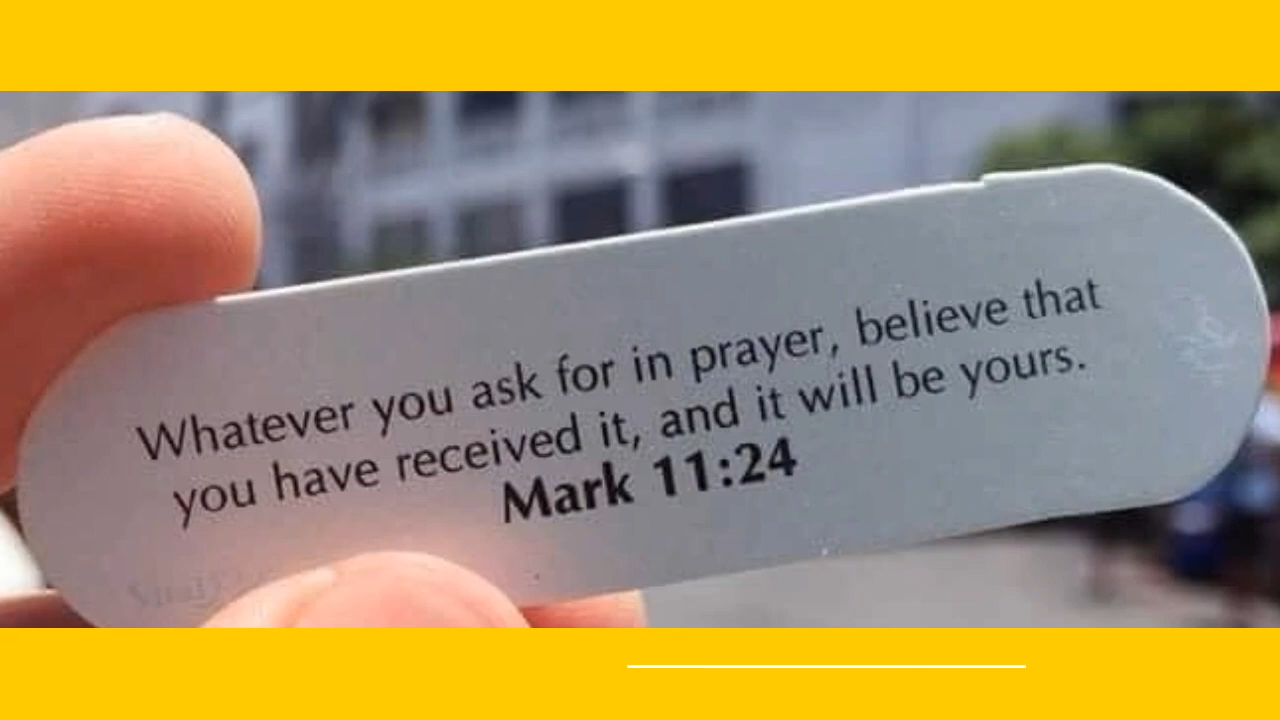 Whatever you ask for in prayer, believe that
you have received it, and it will be yours.
Mark 11:24